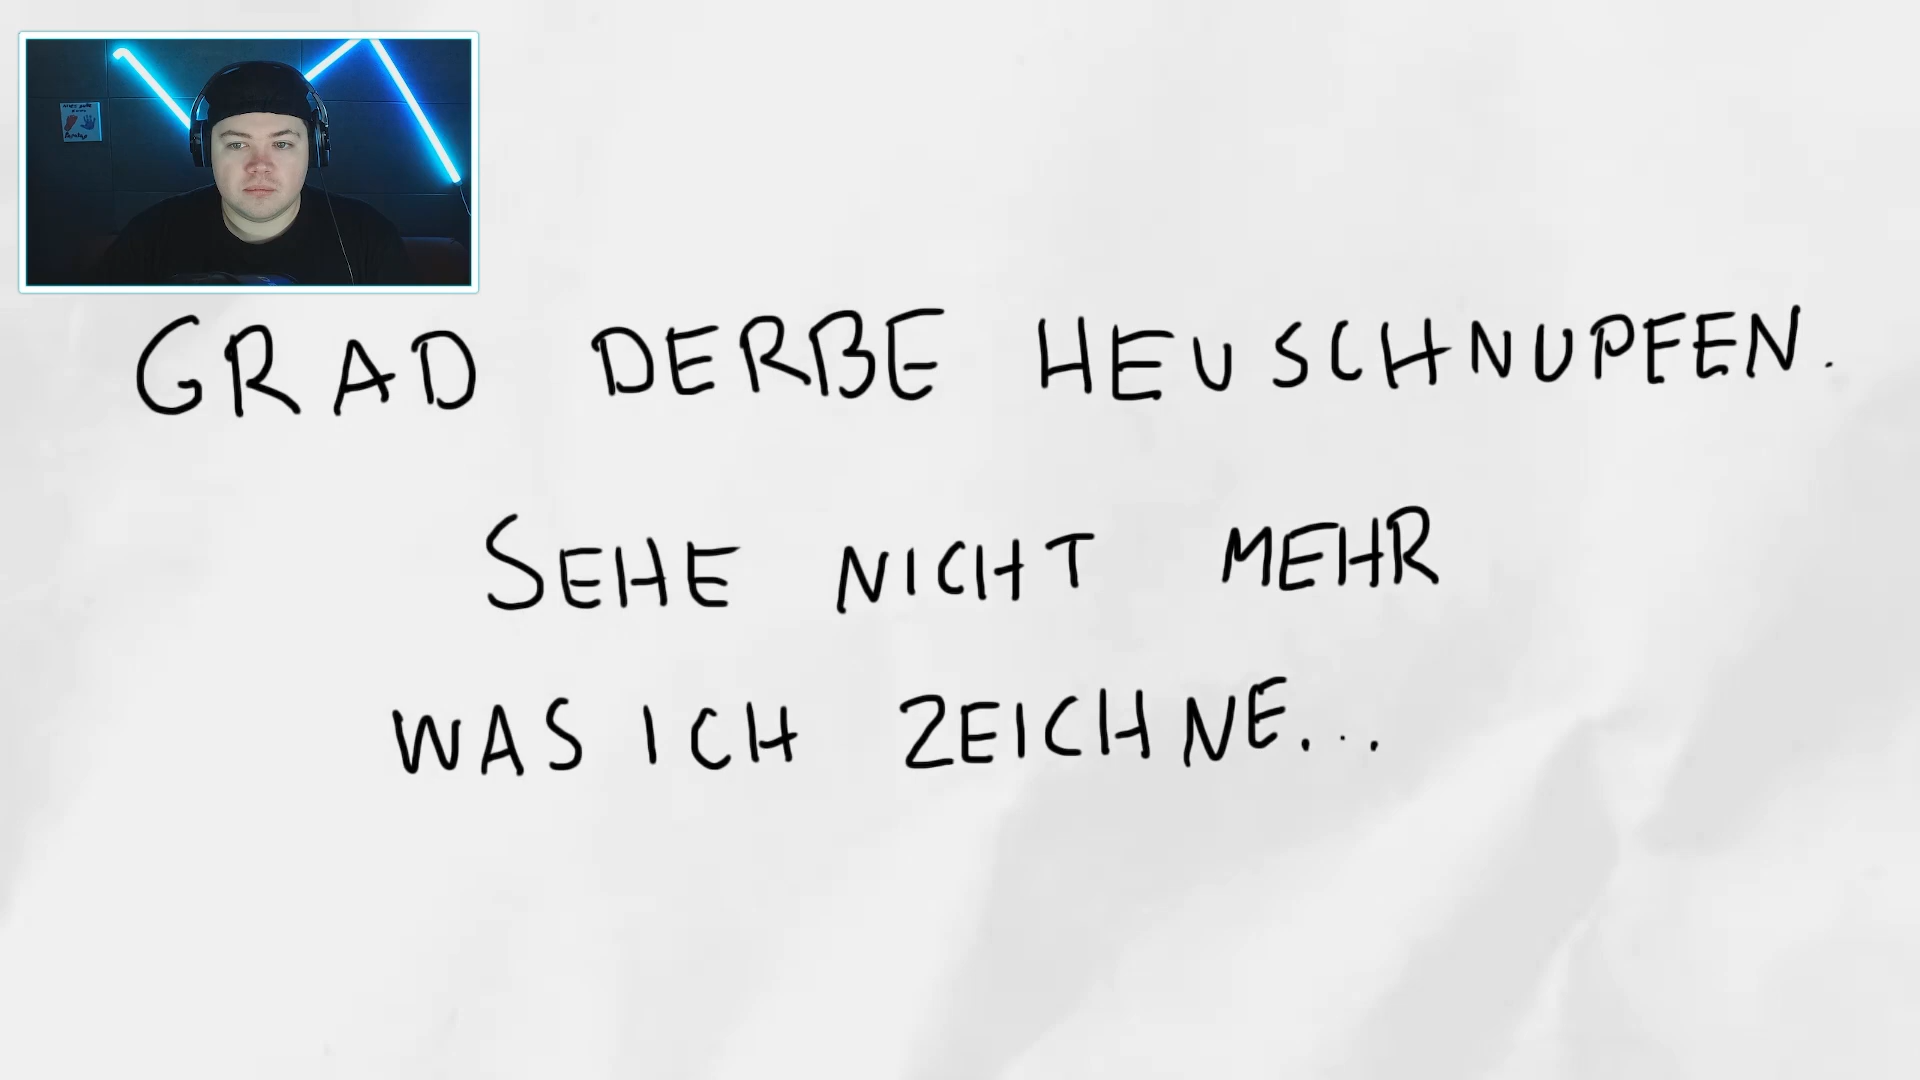 GRAD DERBE HEUSCHNUPFEN.
SEHE NICHT MEHR
WAS ICH ZEICHNE...